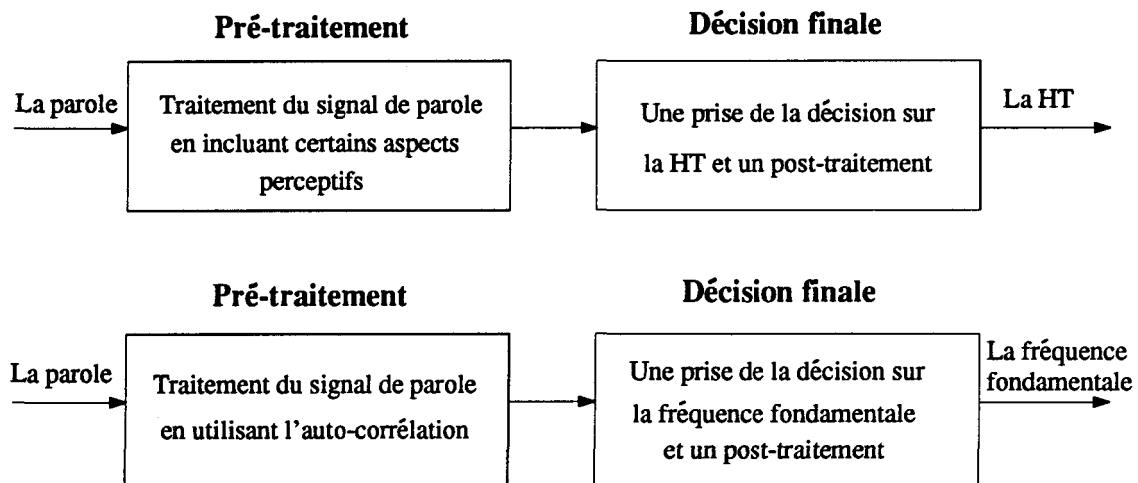 Pré-traitement
Décision finale
La parole
Traitement du signal de parole
en incluant certains aspects
perceptifs
Une prise de la décision sur
la HT et un post-traitement
La HT
Pré-traitement
Décision finale
La parole
Traitement du signal de parole
en utilisant l'auto-corrélation
Une prise de la décision sur
la fréquence fondamentale
et un post-traitement
La fréquence
fondamentale